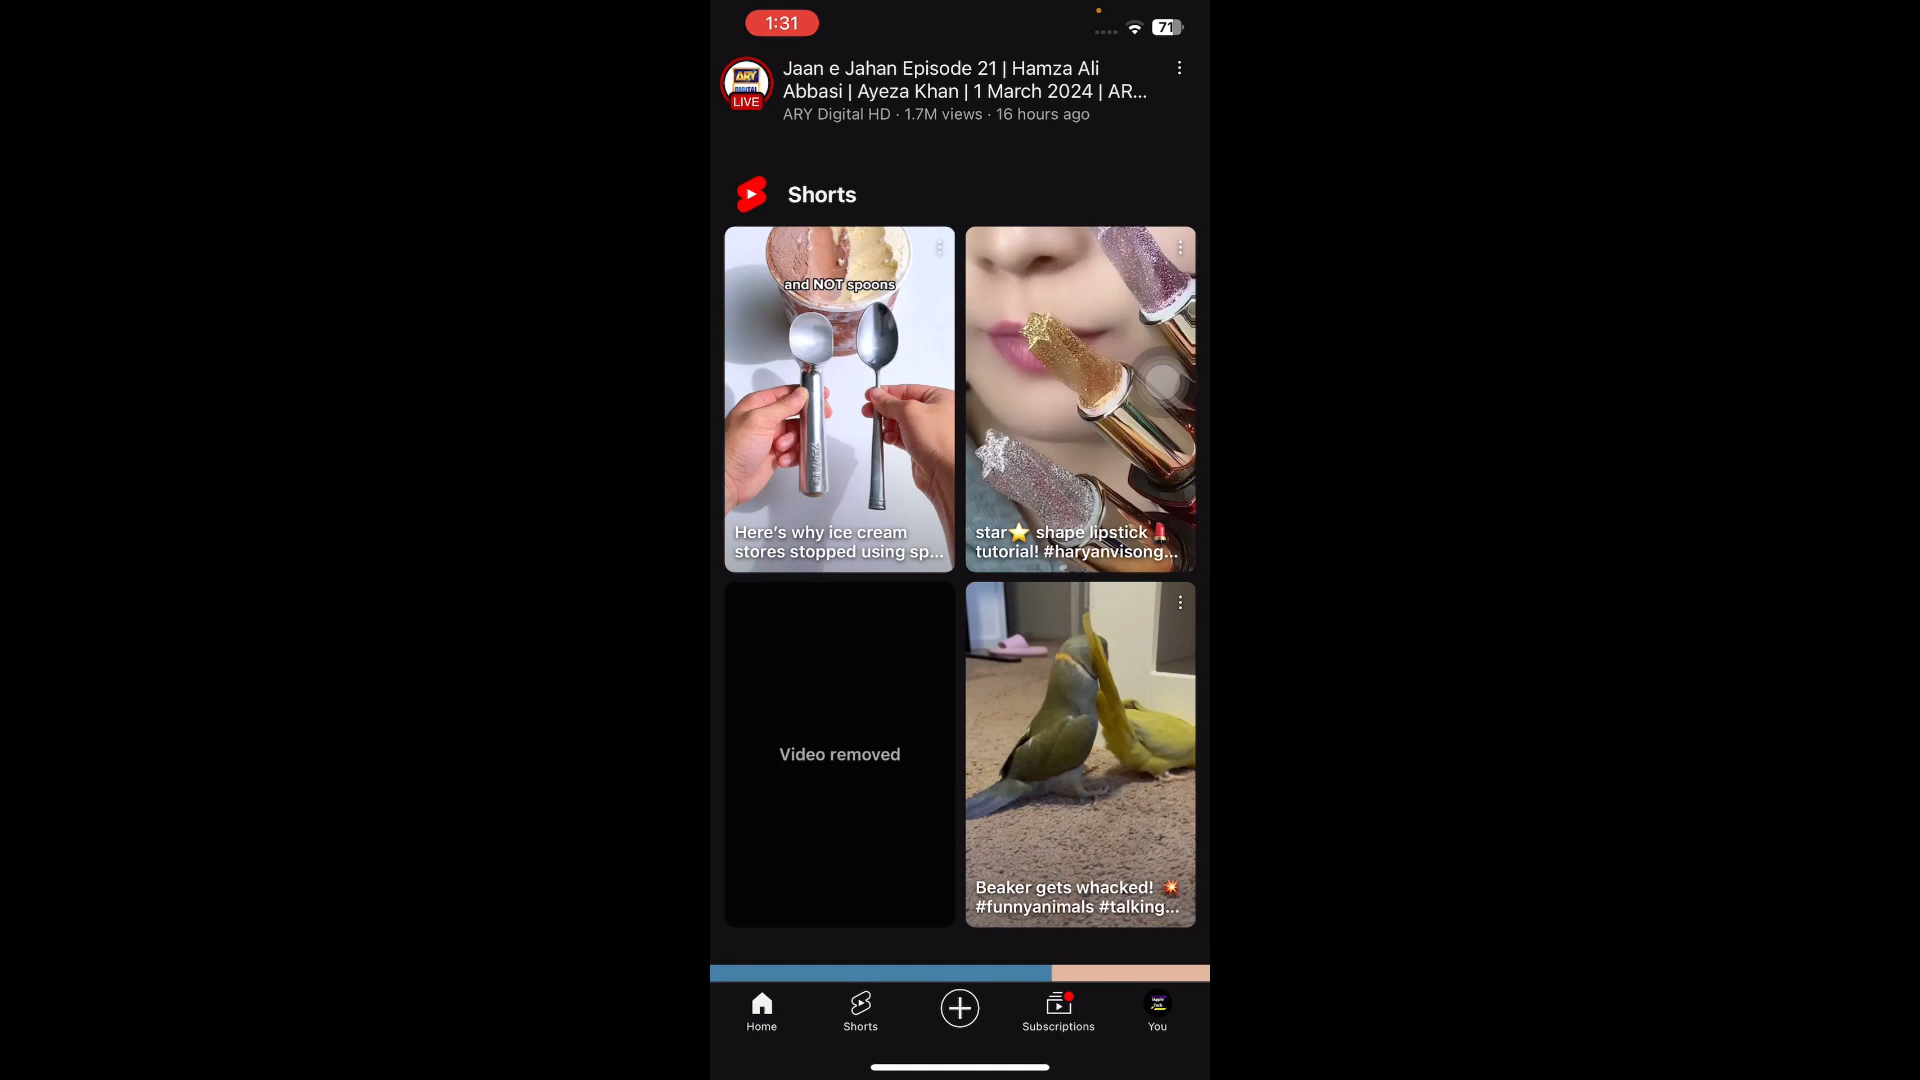 1:31
71
Jaan e Jahan Episode 21 | Hamza Ali
Abbasi | Ayeza Khan | 1 March 2024 | AR...
ARY Digital HD · 1.7M views · 16 hours ago
ARY
DIGITAL
LIVE
Shorts
and NOT spoons
Here's why ice cream
stores stopped using sp...
star⭐ shape lipstick💄
tutorial! #haryanvisong...
Video removed
Beaker gets whacked! 💥
#funnyanimals #talking...
Home
Shorts
Subscriptions
You